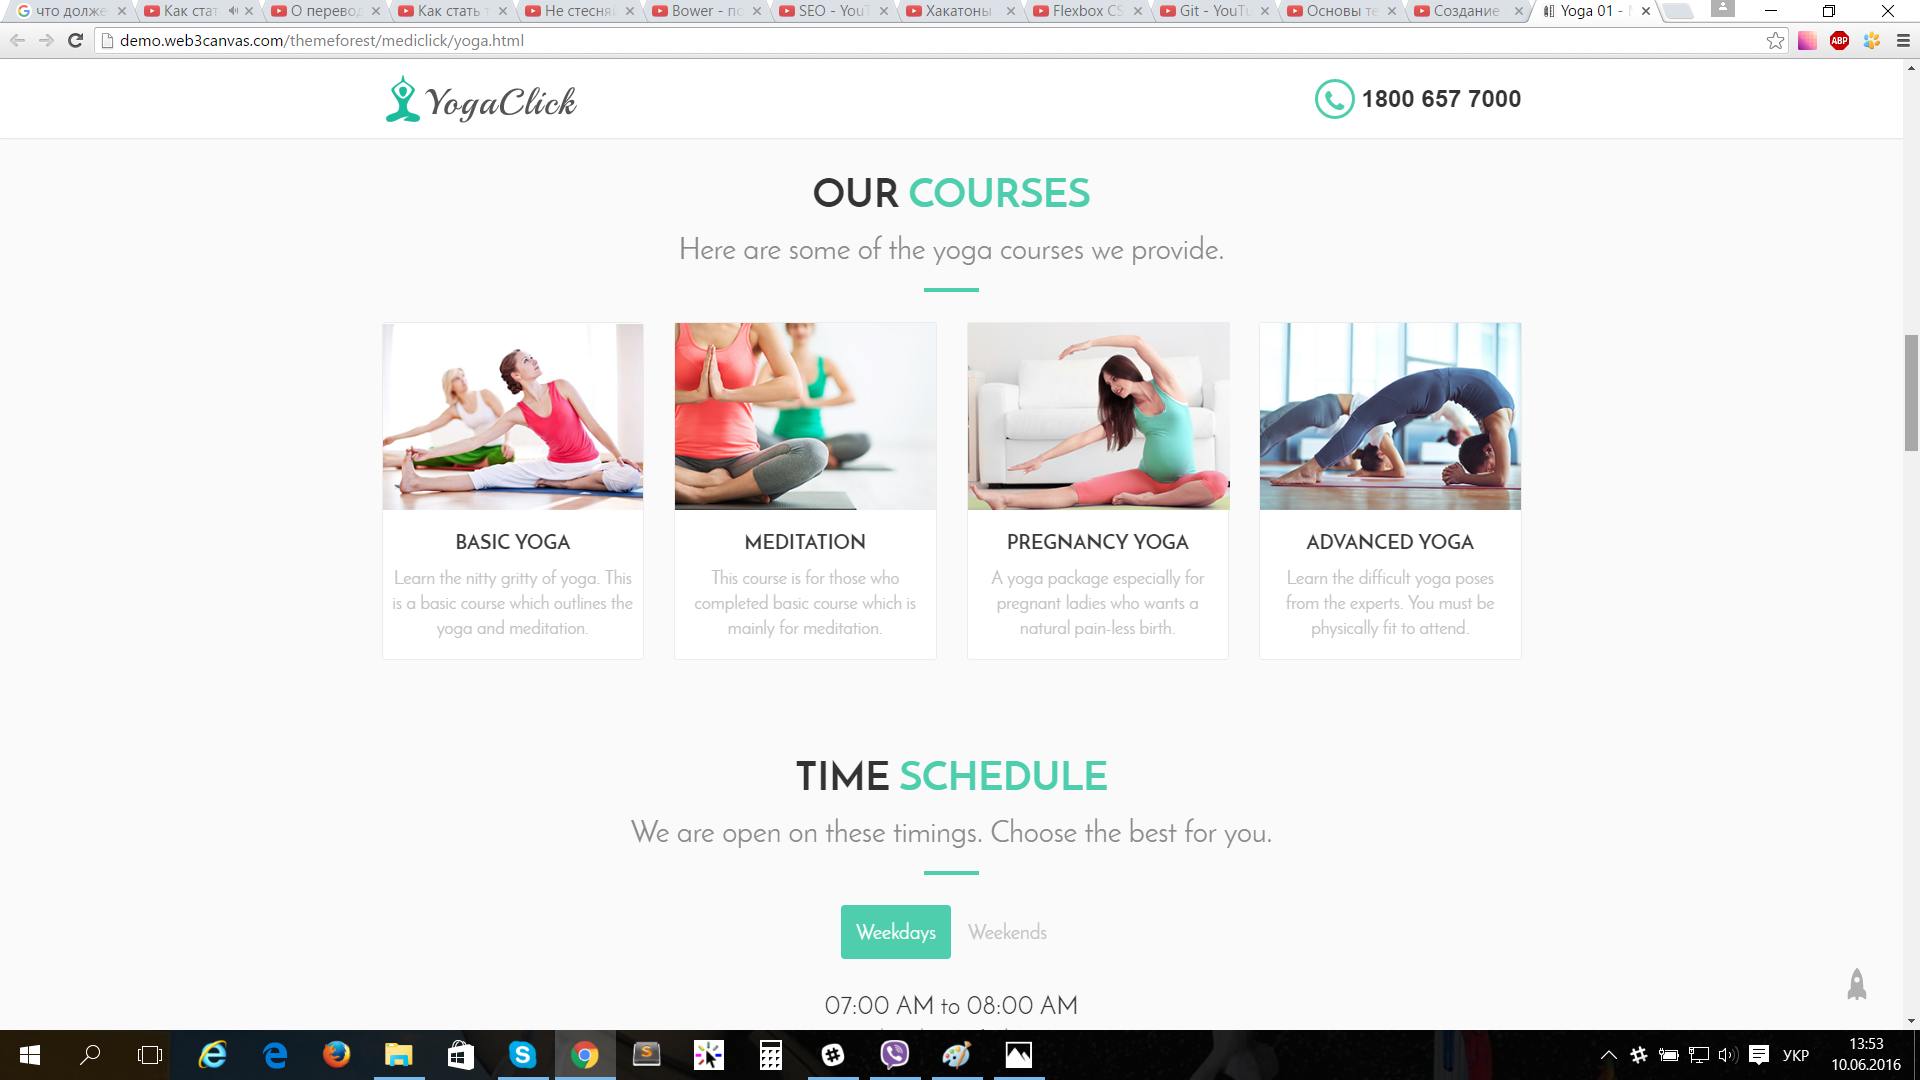 что долже
Как стат
О перевод
Как стать т
Не стесняй
Bower - по
SEO - YouT
Хакатоны
Flexbox CS
Git - YouTu
Основы те
Создание
Yoga 01 -
demo.web3canvas.com/themeforest/mediclick/yoga.html
ABP
YogaClick
1800 657 7000
OUR COURSES
Here are some of the yoga courses we provide.
BASIC YOGA
Learn the nitty gritty of yoga. This
is a basic course which outlines the
yoga and meditation.
MEDITATION
This course is for those who
completed basic course which is
mainly for meditation.
PREGNANCY YOGA
A yoga package especially for
pregnant ladies who wants a
natural pain-less birth.
ADVANCED YOGA
Learn the difficult yoga poses
from the experts. You must be
physically fit to attend.
TIME SCHEDULE
We are open on these timings. Choose the best for you.
Weekdays
Weekends
07:00 AM to 08:00 AM
УКР
13:53
10.06.2016